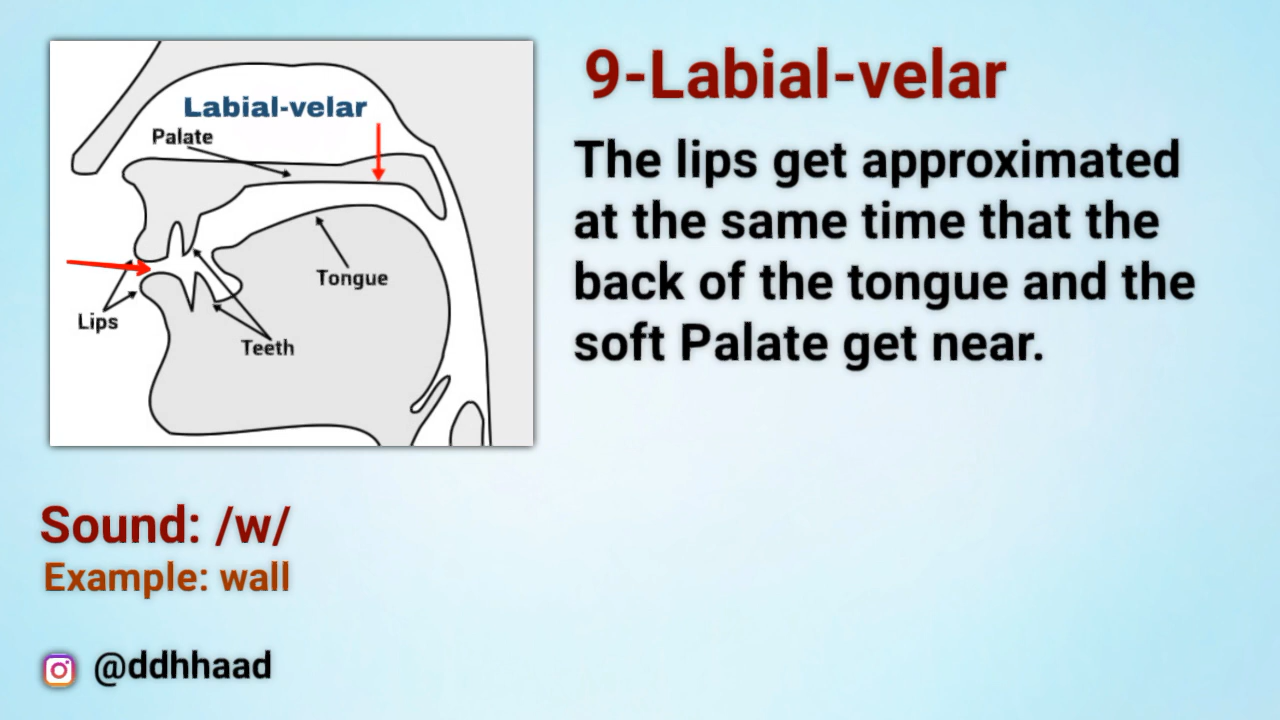 Labial-velar
Palate
Tongue
Lips
Teeth
9-Labial-velar
The lips get approximated
at the same time that the
back of the tongue and the
soft Palate get near.
Sound: /w/
Example: wall
@ddhhaad